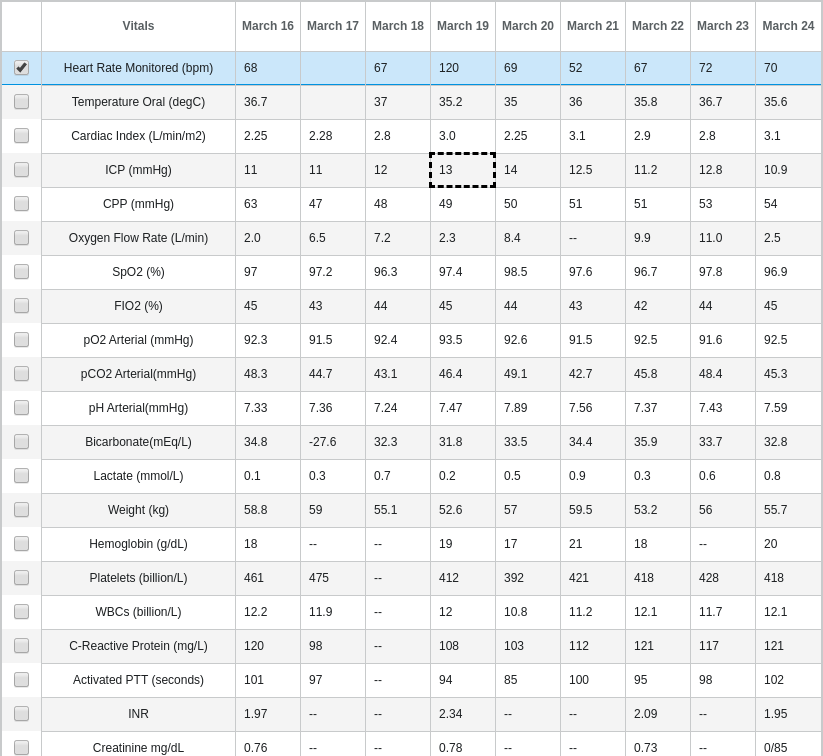 Vitals March 16 March 17 March 18 March 19 March 20 March 21 March 22 March 23 March 24
Heart Rate Monitored (bpm) 68 67 120 69 52 67 72 70
Temperature Oral (degC) 36.7 37 35.2 35 36 35.8 36.7 35.6
Cardiac Index (L/min/m2) 2.25 2.28 2.8 3.0 2.25 3.1 2.9 2.8 3.1
ICP (mmHg) 11 11 12 13 14 12.5 11.2 12.8 10.9
CPP (mmHg) 63 47 48 49 50 51 51 53 54
Oxygen Flow Rate (L/min) 2.0 6.5 7.2 2.3 8.4 -- 9.9 11.0 2.5
SpO2 (%) 97 97.2 96.3 97.4 98.5 97.6 96.7 97.8 96.9
FIO2 (%) 45 43 44 45 44 43 42 44 45
pO2 Arterial (mmHg) 92.3 91.5 92.4 93.5 92.6 91.5 92.5 91.6 92.5
pCO2 Arterial(mmHg) 48.3 44.7 43.1 46.4 49.1 42.7 45.8 48.4 45.3
pH Arterial(mmHg) 7.33 7.36 7.24 7.47 7.89 7.56 7.37 7.43 7.59
Bicarbonate(mEq/L) 34.8 -27.6 32.3 31.8 33.5 34.4 35.9 33.7 32.8
Lactate (mmol/L) 0.1 0.3 0.7 0.2 0.5 0.9 0.3 0.6 0.8
Weight (kg) 58.8 59 55.1 52.6 57 59.5 53.2 56 55.7
Hemoglobin (g/dL) 18 -- -- 19 17 21 18 -- 20
Platelets (billion/L) 461 475 -- 412 392 421 418 428 418
WBCs (billion/L) 12.2 11.9 -- 12 10.8 11.2 12.1 11.7 12.1
C-Reactive Protein (mg/L) 120 98 -- 108 103 112 121 117 121
Activated PTT (seconds) 101 97 -- 94 85 100 95 98 102
INR 1.97 -- -- 2.34 -- -- 2.09 -- 1.95
Creatinine mg/dL 0.76 -- -- 0.78 -- -- 0.73 -- 0/85